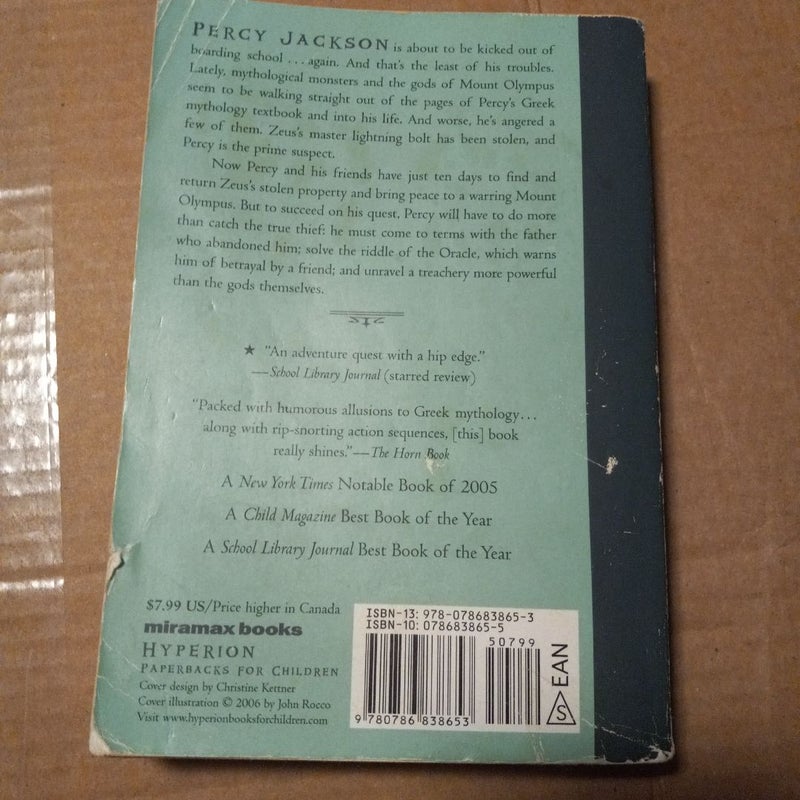 PERCY JACKSON is about to be kicked out of
boarding school . . . again. And that's the least of his troubles.
Lately, mythological monsters and the gods of Mount Olympus
seem to be walking straight out of the pages of Percy's Greek
mythology textbook and into his life. And worse, he's angered a
few of them. Zeus's master lightning bolt has been stolen, and
Percy is the prime suspect.
Now Percy and his friends have just ten days to find and
return Zeus's stolen property and bring peace to a warring Mount
Olympus. But to succeed on his quest, Percy will have to do more
than catch the true thief: he must come to terms with the father
who abandoned him; solve the riddle of the Oracle, which warns
him of betrayal by a friend; and unravel a treachery more powerful
than the gods themselves.
★ "An adventure quest with a hip edge."
—School Library Journal (starred review)
"Packed with humorous allusions to Greek mythology…
along with rip-snorting action sequences, [this] book
really shines."—The Horn Book
A New York Times Notable Book of 2005
A Child Magazine Best Book of the Year
A School Library Journal Best Book of the Year
$7.99 US/Price higher in Canada
miramax books
HYPERION
PAPERBACKS FOR CHILDREN
Cover design by Christine Kettner
Cover illustration © 2006 by John Rocco
Visit www.hyperionbooksforchildren.com
ISBN-13: 978-078683865-3
ISBN-10: 078683865-5
50799
9 780786 838653
EAN
S